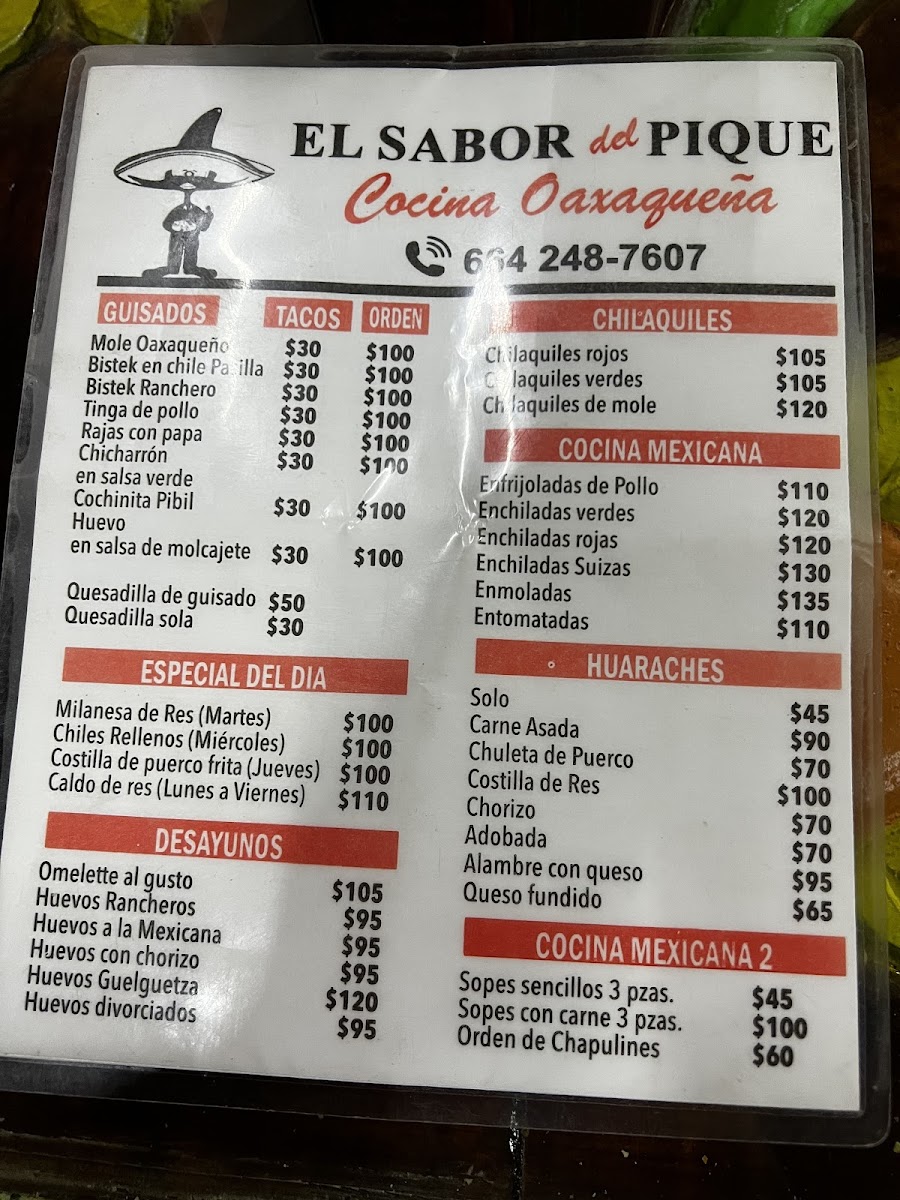 EL SABOR del PIQUE
Cocina Oaxaqueña
664 248-7607
GUISADOS TACOS ORDEN
Mole Oaxaqueño $30 $100
Bistek en chile Pasilla $30 $100
Bistek Ranchero $30 $100
Tinga de pollo $30 $100
Rajas con papa $30 $100
Chicharrón $30 $100
en salsa verde
Cochinita Pibil $30 $100
Huevo
en salsa de molcajete $30 $100
Quesadilla de guisado $50
Quesadilla sola $30
ESPECIAL DEL DIA
Milanesa de Res (Martes) $100
Chiles Rellenos (Miércoles) $100
Costilla de puerco frita (Jueves) $100
Caldo de res (Lunes a Viernes) $110
DESAYUNOS
Omelette al gusto $105
Huevos Rancheros $95
Huevos a la Mexicana $95
Huevos con chorizo $95
Huevos Guelguetza $120
Huevos divorciados $95
CHILAQUILES
Chilaquiles rojos $105
Chilaquiles verdes $105
Chilaquiles de mole $120
COCINA MEXICANA
Enfrijoladas de Pollo $110
Enchiladas verdes $120
Enchiladas rojas $120
Enchiladas Suizas $130
Enmoladas $135
Entomatadas $110
HUARACHES
Solo $45
Carne Asada $90
Chuleta de Puerco $70
Costilla de Res $100
Chorizo $70
Adobada $70
Alambre con queso $95
Queso fundido $65
COCINA MEXICANA 2
Sopes sencillos 3 pzas. $45
Sopes con carne 3 pzas. $100
Orden de Chapulines $60